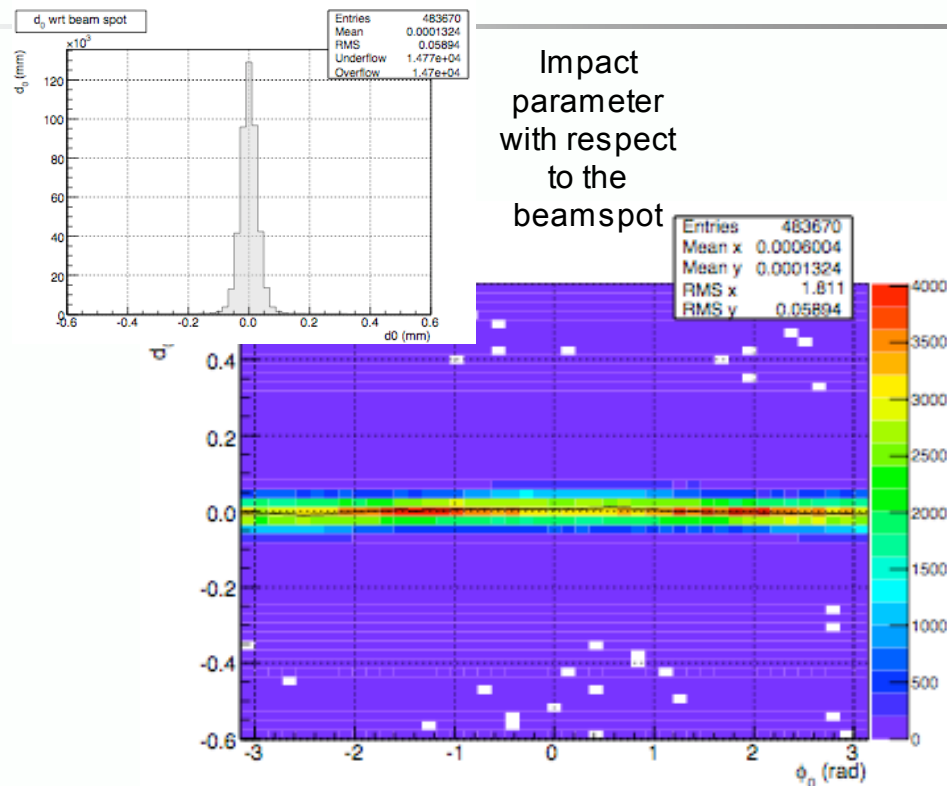 d₀ wrt beam spot
Entries 483670
Mean 0.0001324
RMS 0.05894
Underflow 1.477e+04
Overflow 1.47e+04
×10³
d₀ (mm)
120
100
80
60
40
20
0
-0.6 -0.4 -0.2 0.0 0.2 0.4 0.6
d0 (mm)
Impact
parameter
with respect
to the
beamspot
Entries 483670
Mean x 0.0006004
Mean y 0.0001324
RMS x 1.811
RMS y 0.05894
0.4
0.2
0.0
-0.2
-0.4
-0.6
-3 -2 -1 0 1 2 3
ϕ₀ (rad)
4000
3500
3000
2500
2000
1500
1000
500
0